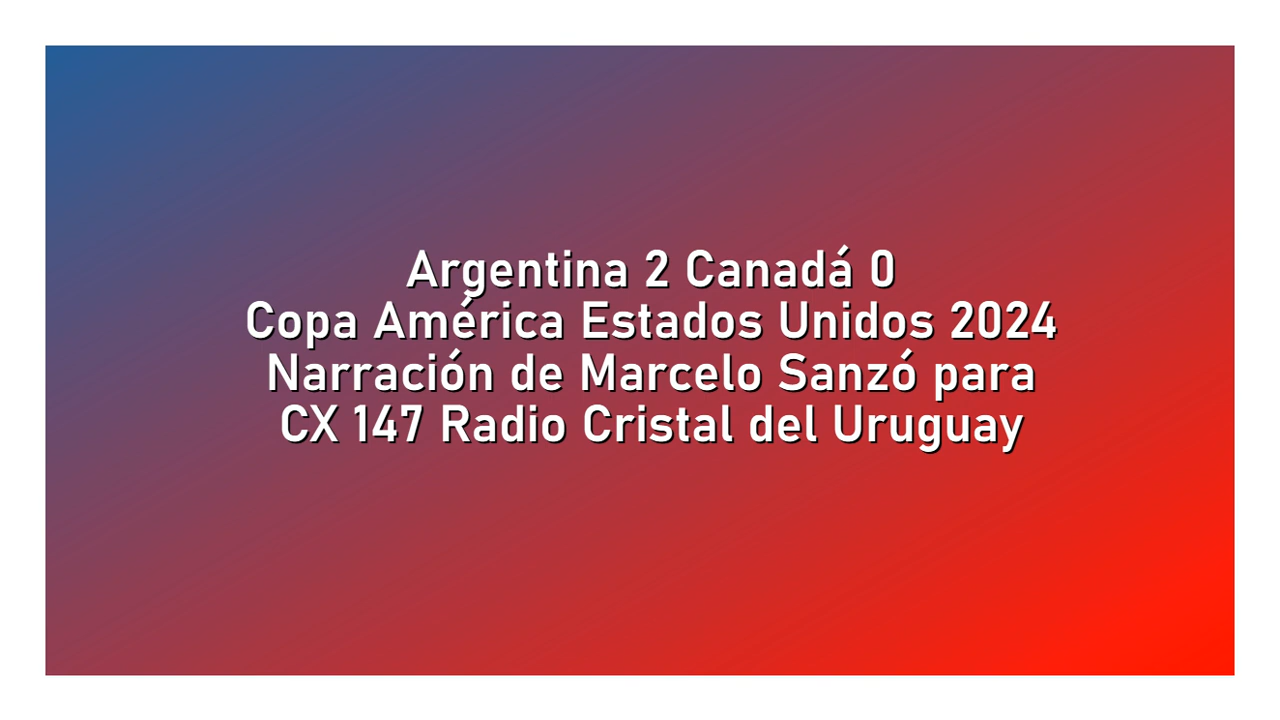 Argentina 2 Canadá 0
Copa América Estados Unidos 2024
Narración de Marcelo Sanzó para
CX 147 Radio Cristal del Uruguay